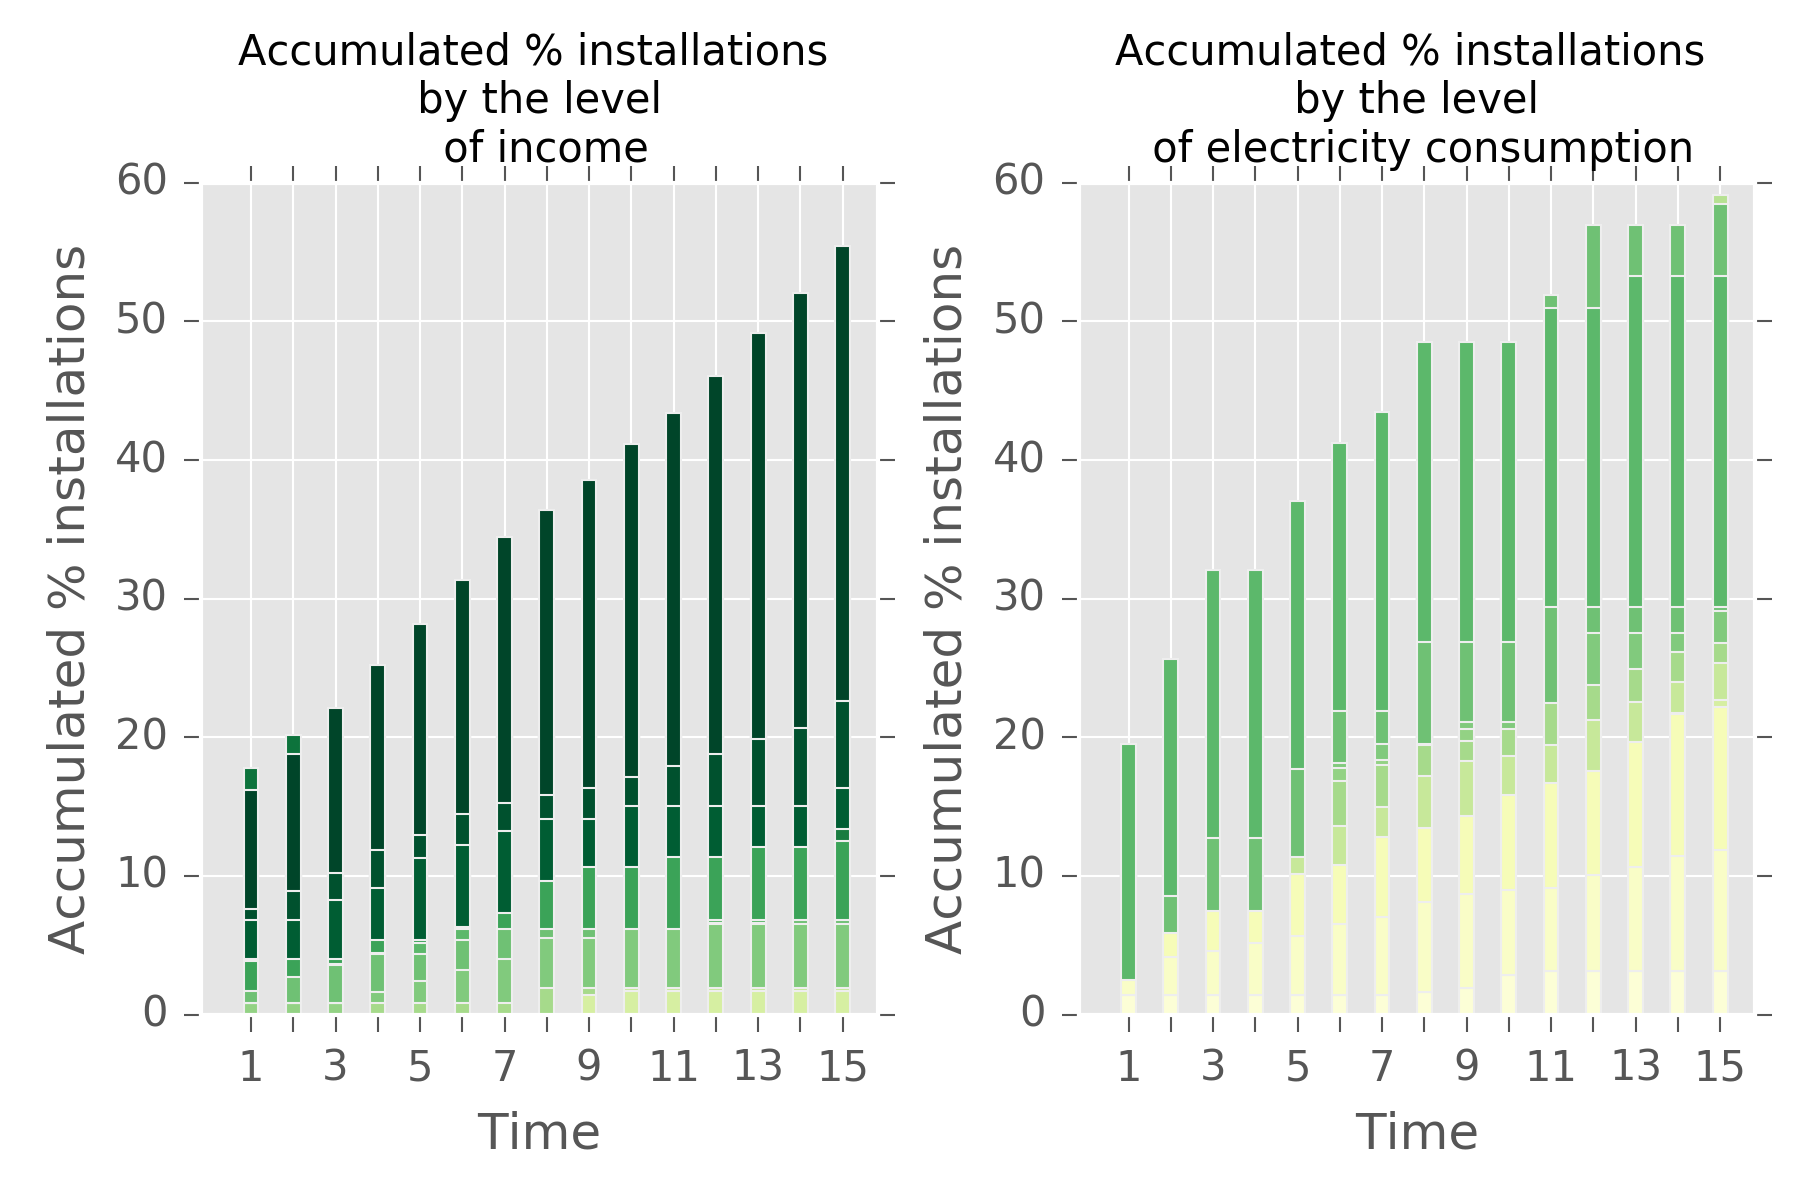 Accumulated % installations
by the level
of income
Accumulated % installations
60
50
40
30
20
10
0
1 3 5 7 9 11 13 15
Time
Accumulated % installations
by the level
of electricity consumption
Accumulated % installations
60
50
40
30
20
10
0
1 3 5 7 9 11 13 15
Time